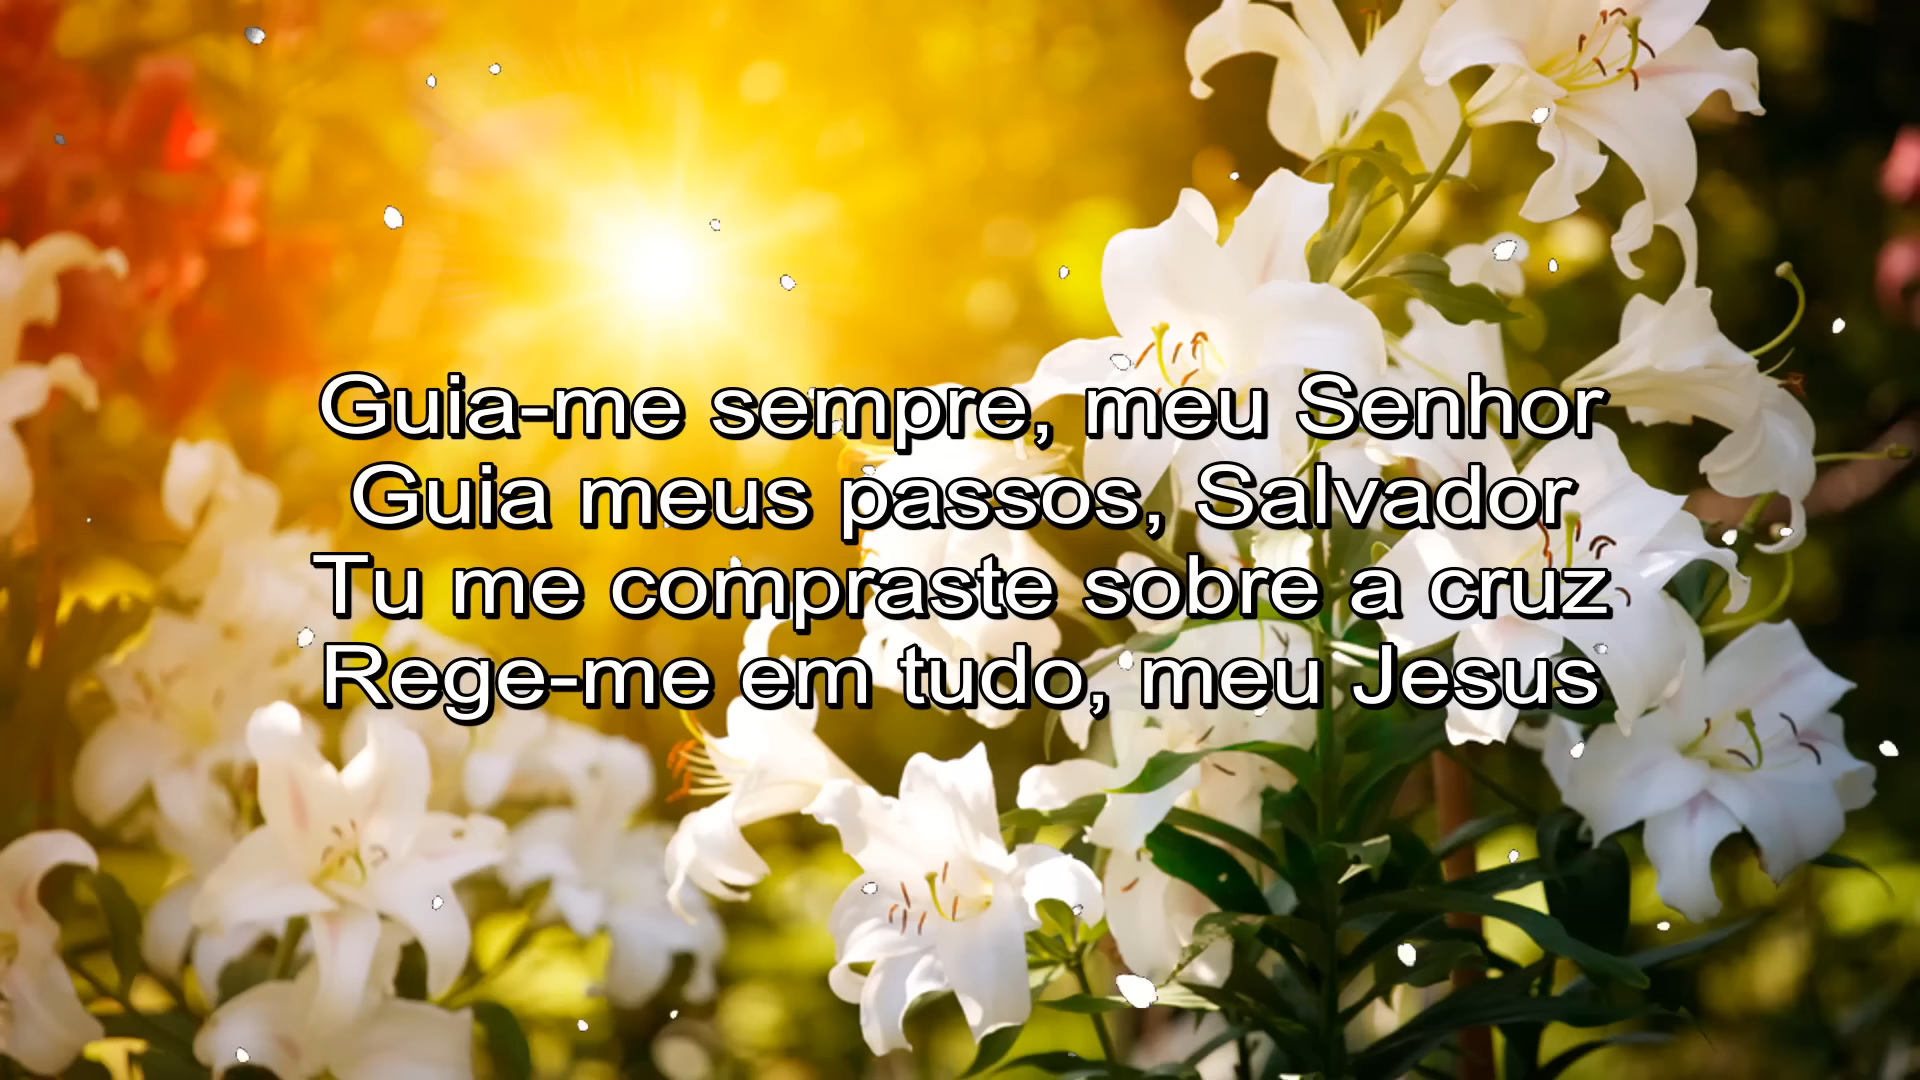 Guia-me sempre, meu Senhor
Guia meus passos, Salvador
Tu me compraste sobre a cruz
Rege-me em tudo, meu Jesus